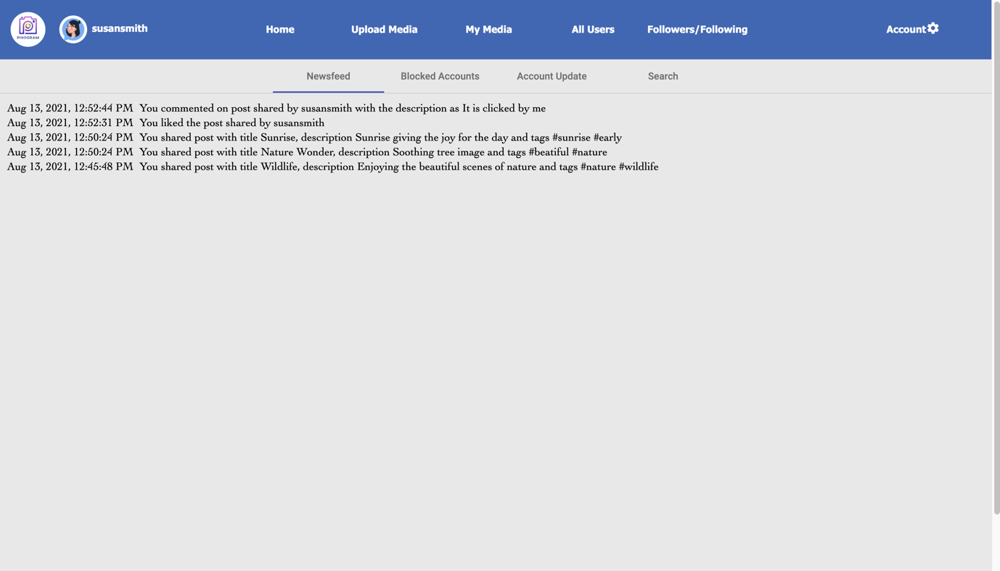 PIXOGRAM
susansmith
Home
Upload Media
My Media
All Users
Followers/Following
Account
Newsfeed
Blocked Accounts
Account Update
Search
Aug 13, 2021, 12:52:44 PM You commented on post shared by susansmith with the description as It is clicked by me
Aug 13, 2021, 12:52:31 PM You liked the post shared by susansmith
Aug 13, 2021, 12:50:24 PM You shared post with title Sunrise, description Sunrise giving the joy for the day and tags #sunrise #early
Aug 13, 2021, 12:50:24 PM You shared post with title Nature Wonder, description Soothing tree image and tags #beatiful #nature
Aug 13, 2021, 12:45:48 PM You shared post with title Wildlife, description Enjoying the beautiful scenes of nature and tags #nature #wildlife